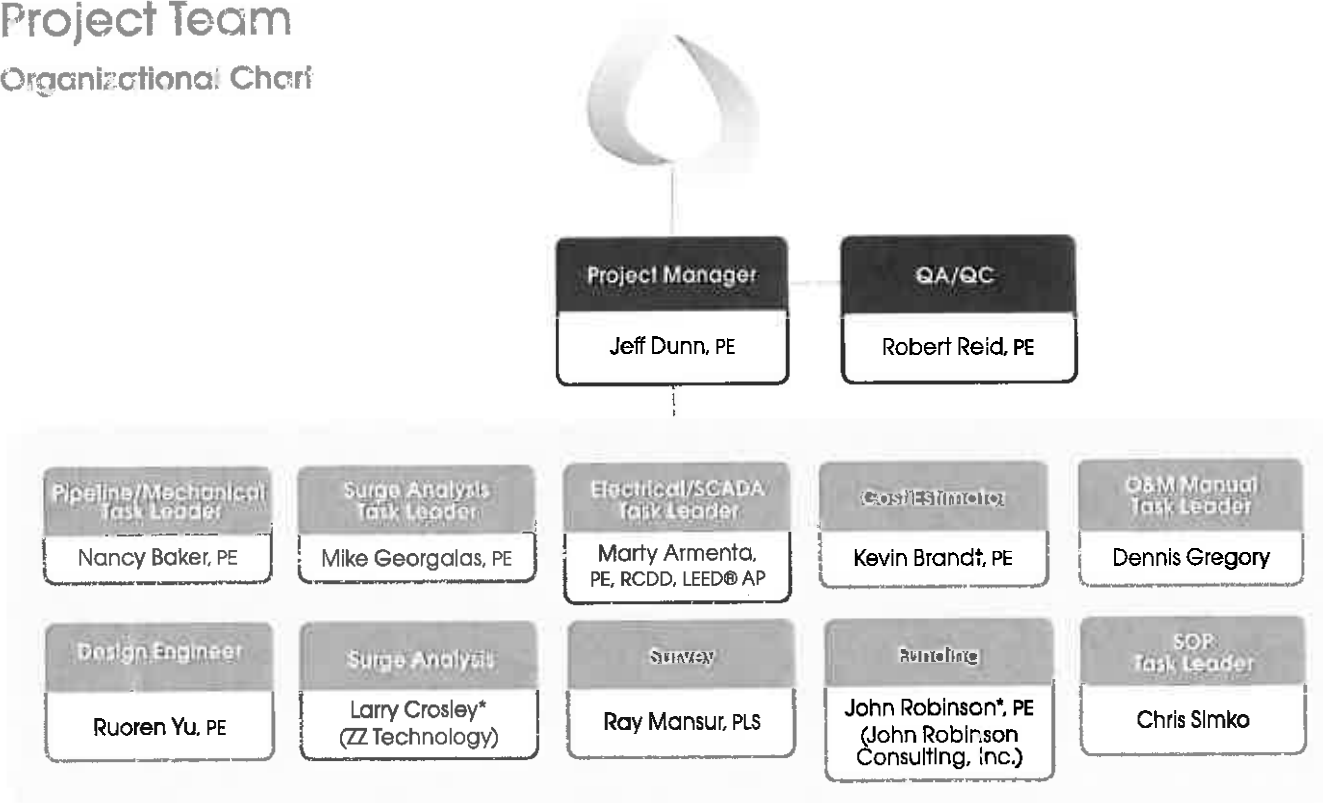 Project Team
Organizational Chart
Project Manager
Jeff Dunn, PE
QA/QC
Robert Reid, PE
Pipeline/Mechanical
Task Leader
Nancy Baker, PE
Surge Analysis
Task Leader
Mike Georgalas, PE
Electrical/SCADA
Task Leader
Marty Armenta,
PE, RCDD, LEED® AP
Cost Estimator
Kevin Brandt, PE
O&M Manual
Task Leader
Dennis Gregory
Design Engineer
Ruoren Yu, PE
Surge Analysis
Larry Crosley*
(ZZ Technology)
Survey
Ray Mansur, PLS
Funding
John Robinson*, PE
(John Robinson
Consulting, Inc.)
SOP
Task Leader
Chris Simko